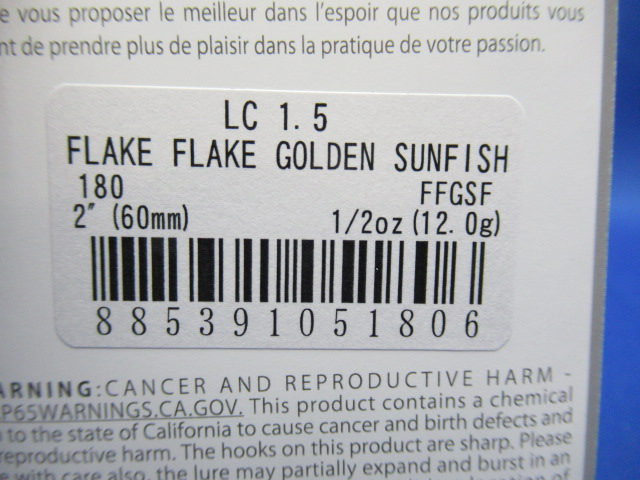 e vous proposer le meilleur dans l'espoir que nos produits vous
nt de prendre plus de plaisir dans la pratique de votre passion.
LC 1.5
FLAKE FLAKE GOLDEN SUNFISH
180 FFGSF
2" (60mm) 1/2oz (12.0g)
885391051806
ARNING: CANCER AND REPRODUCTIVE HARM -
P65WARNINGS.CA.GOV. This product contains a chemical
to the state of California to cause cancer and birth defects and
reproductive harm. The hooks on this product are sharp. Please
with care also, the lure may partially expand and burst in an